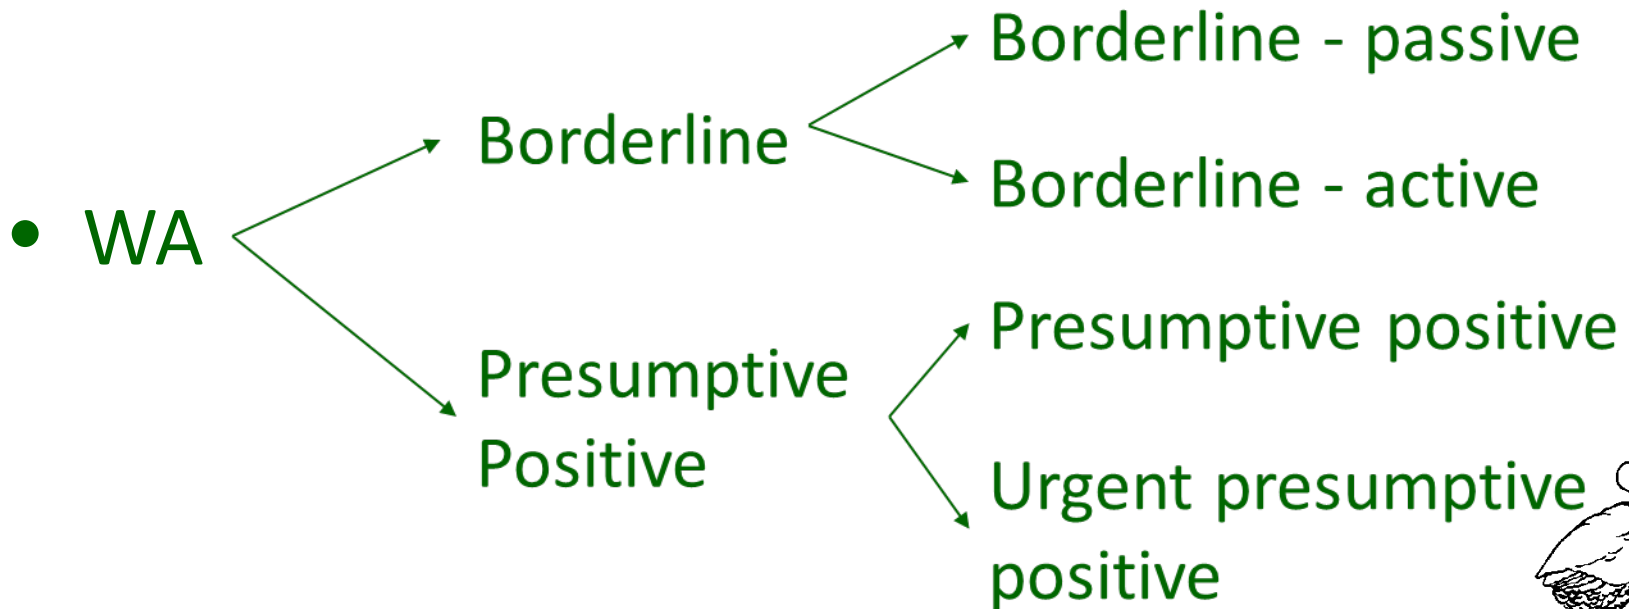 Borderline - passive
Borderline
Borderline - active
• WA
Presumptive positive
Presumptive
Positive
Urgent presumptive
positive